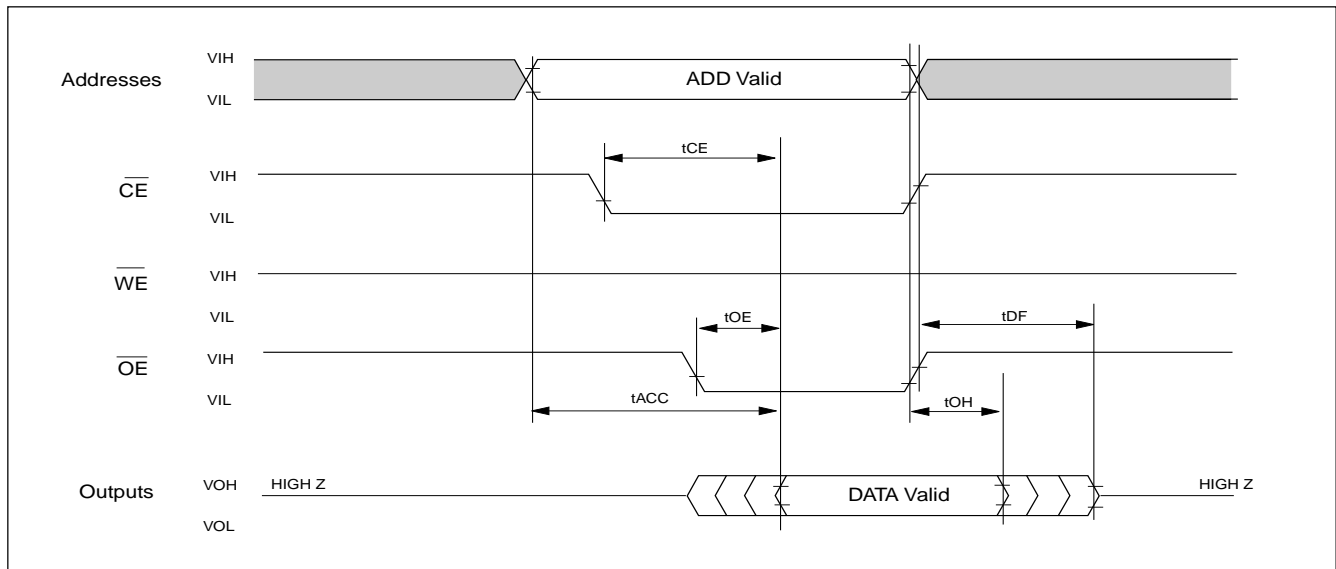 VIH
Addresses
ADD Valid
VIL
tCE
VIH
CE
VIL
WE
VIH
VIL
tOE
tDF
VIH
OE
VIL
tACC
tOH
VOH
HIGH Z
Outputs
DATA Valid
HIGH Z
VOL